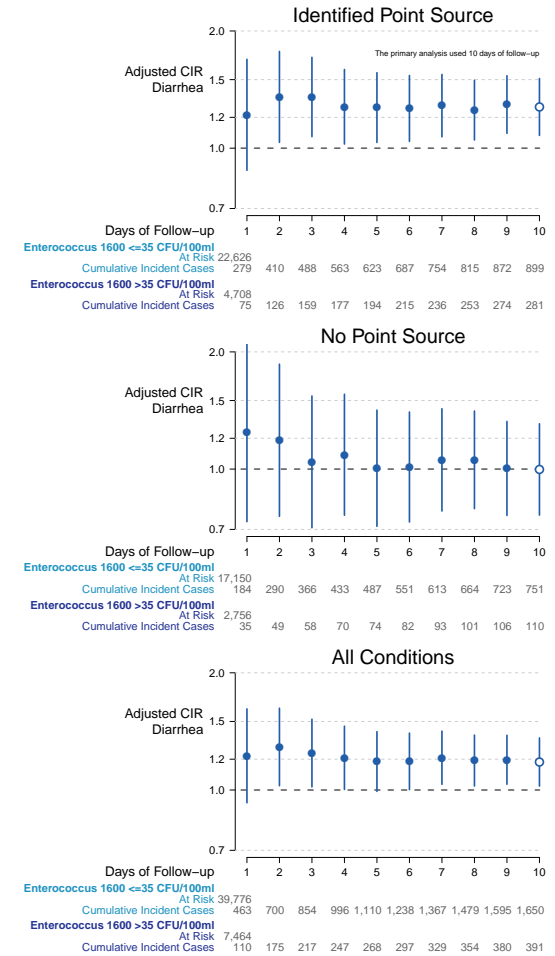 Identified Point Source
2.0
The primary analysis used 10 days of follow−up
Adjusted CIR
Diarrhea
1.5
1.2
1.0
0.7
Days of Follow−up 1 2 3 4 5 6 7 8 9 10
Enterococcus 1600 <=35 CFU/100ml
At Risk 22,626
Cumulative Incident Cases 279 410 488 563 623 687 754 815 872 899
Enterococcus 1600 >35 CFU/100ml
At Risk 4,708
Cumulative Incident Cases 75 126 159 177 194 215 236 253 274 281
No Point Source
2.0
Adjusted CIR
Diarrhea
1.5
1.2
1.0
0.7
Days of Follow−up 1 2 3 4 5 6 7 8 9 10
Enterococcus 1600 <=35 CFU/100ml
At Risk 17,150
Cumulative Incident Cases 184 290 366 433 487 551 613 664 723 751
Enterococcus 1600 >35 CFU/100ml
At Risk 2,756
Cumulative Incident Cases 35 49 58 70 74 82 93 101 106 110
All Conditions
2.0
Adjusted CIR
Diarrhea
1.5
1.2
1.0
0.7
Days of Follow−up 1 2 3 4 5 6 7 8 9 10
Enterococcus 1600 <=35 CFU/100ml
At Risk 39,776
Cumulative Incident Cases 463 700 854 996 1,110 1,238 1,367 1,479 1,595 1,650
Enterococcus 1600 >35 CFU/100ml
At Risk 7,464
Cumulative Incident Cases 110 175 217 247 268 297 329 354 380 391